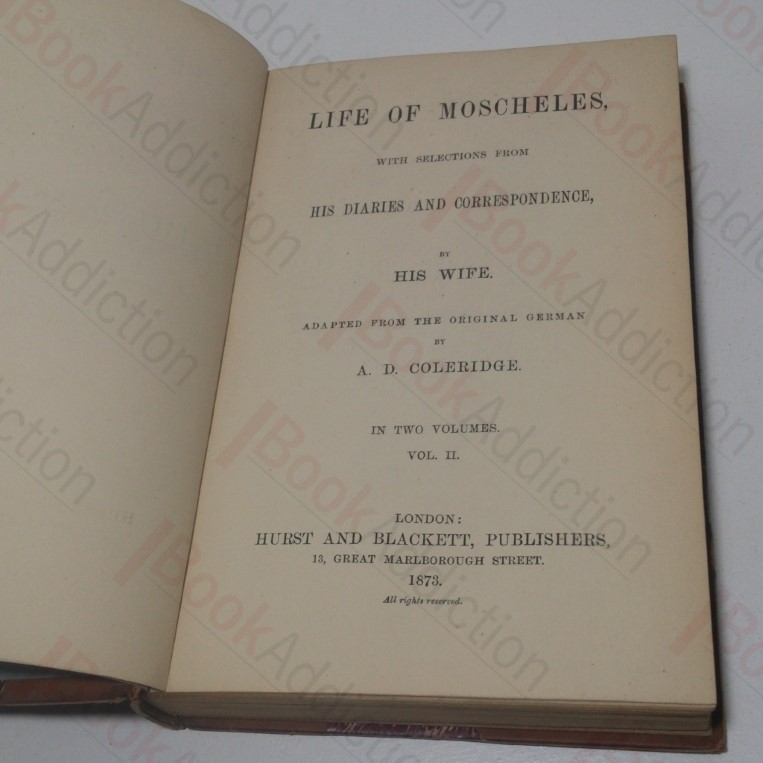 LIFE OF MOSCHELES,
WITH SELECTIONS FROM
HIS DIARIES AND CORRESPONDENCE,
BY
HIS WIFE.
ADAPTED FROM THE ORIGINAL GERMAN
BY
A. D. COLERIDGE.
IN TWO VOLUMES.
VOL. II.
LONDON:
HURST AND BLACKETT, PUBLISHERS,
13, GREAT MARLBOROUGH STREET.
1873.
All rights reserved.
BookAddiction